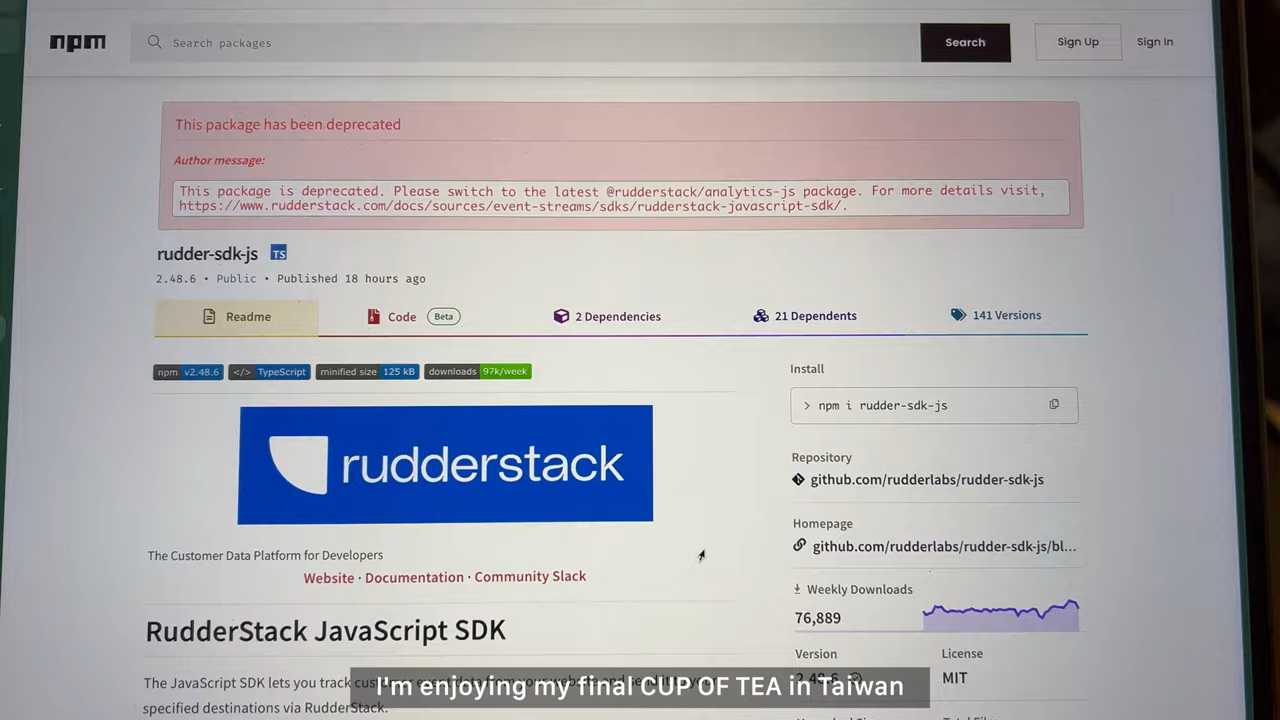 npm
Search packages
Search
Sign Up
Sign In
This package has been deprecated
Author message:
This package is deprecated. Please switch to the latest @rudderstack/analytics-js package. For more details visit,
https://www.rudderstack.com/docs/sources/event-streams/sdks/rudderstack-javascript-sdk/.
rudder-sdk-js TS
2.48.6 • Public • Published 18 hours ago
Readme
Code Beta
2 Dependencies
21 Dependents
141 Versions
npm v2.48.6 </> TypeScript minified size 125 kB downloads 97k/week
rudderstack
The Customer Data Platform for Developers
Website · Documentation · Community Slack
RudderStack JavaScript SDK
The JavaScript SDK lets you track
specified destinations via RudderStack.
Install
> npm i rudder-sdk-js
Repository
github.com/rudderlabs/rudder-sdk-js
Homepage
github.com/rudderlabs/rudder-sdk-js/bl...
Weekly Downloads
76,889
Version
2.48.6
License
MIT
I'm enjoying my final CUP OF TEA in Taiwan